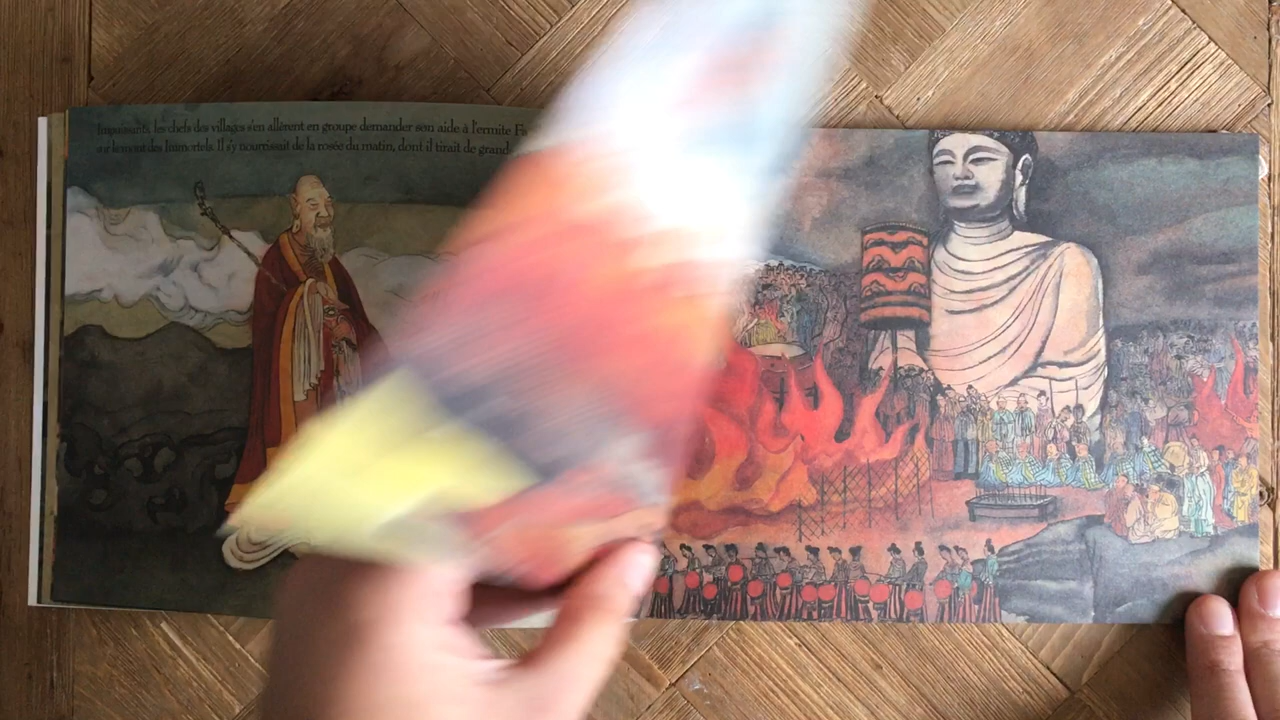 Impuissants, les chefs des villages s'en allèrent en groupe demander son aide à l'ermite
sur le mont des Immortels. Il s'y nourrissait de la rosée du matin, dont il tirait de grand